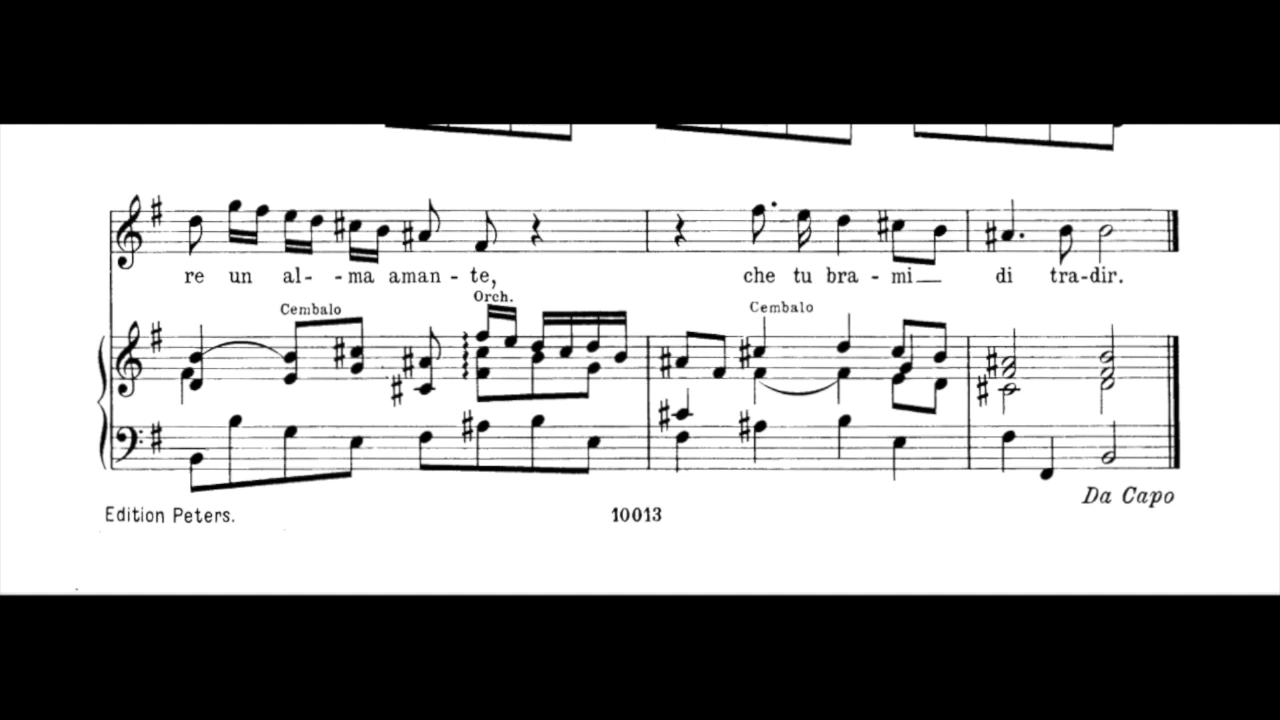 re un al - - ma aman - te, che tu bra - mi di tra-dir.
Orch.
Cembalo Cembalo
Da Capo
Edition Peters. 10013